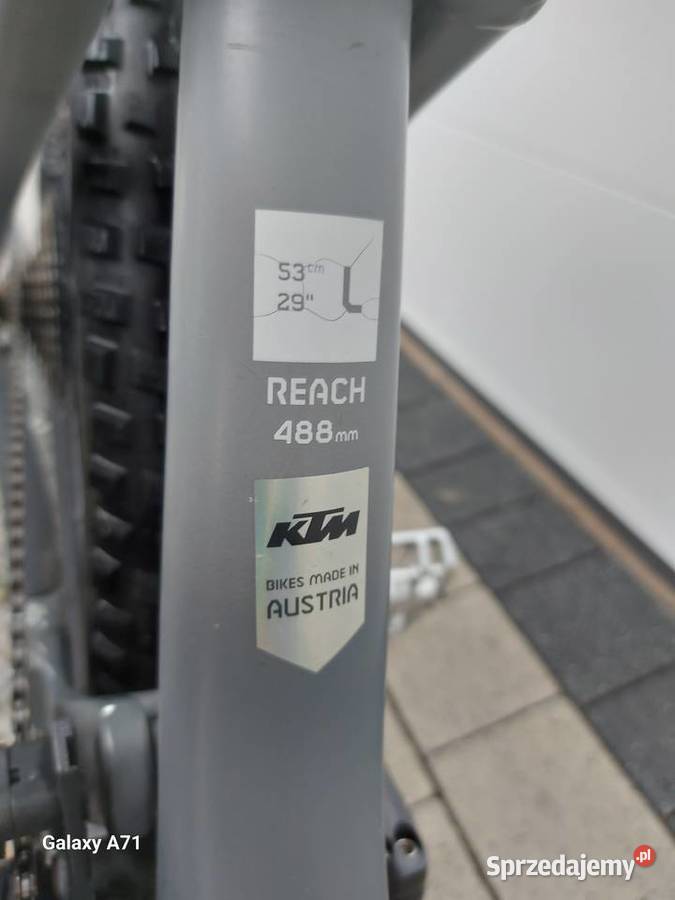 53cm
29" L
REACH
488mm
KTM
BIKES MADE IN
AUSTRIA
Galaxy A71
Sprzedajemy.pl